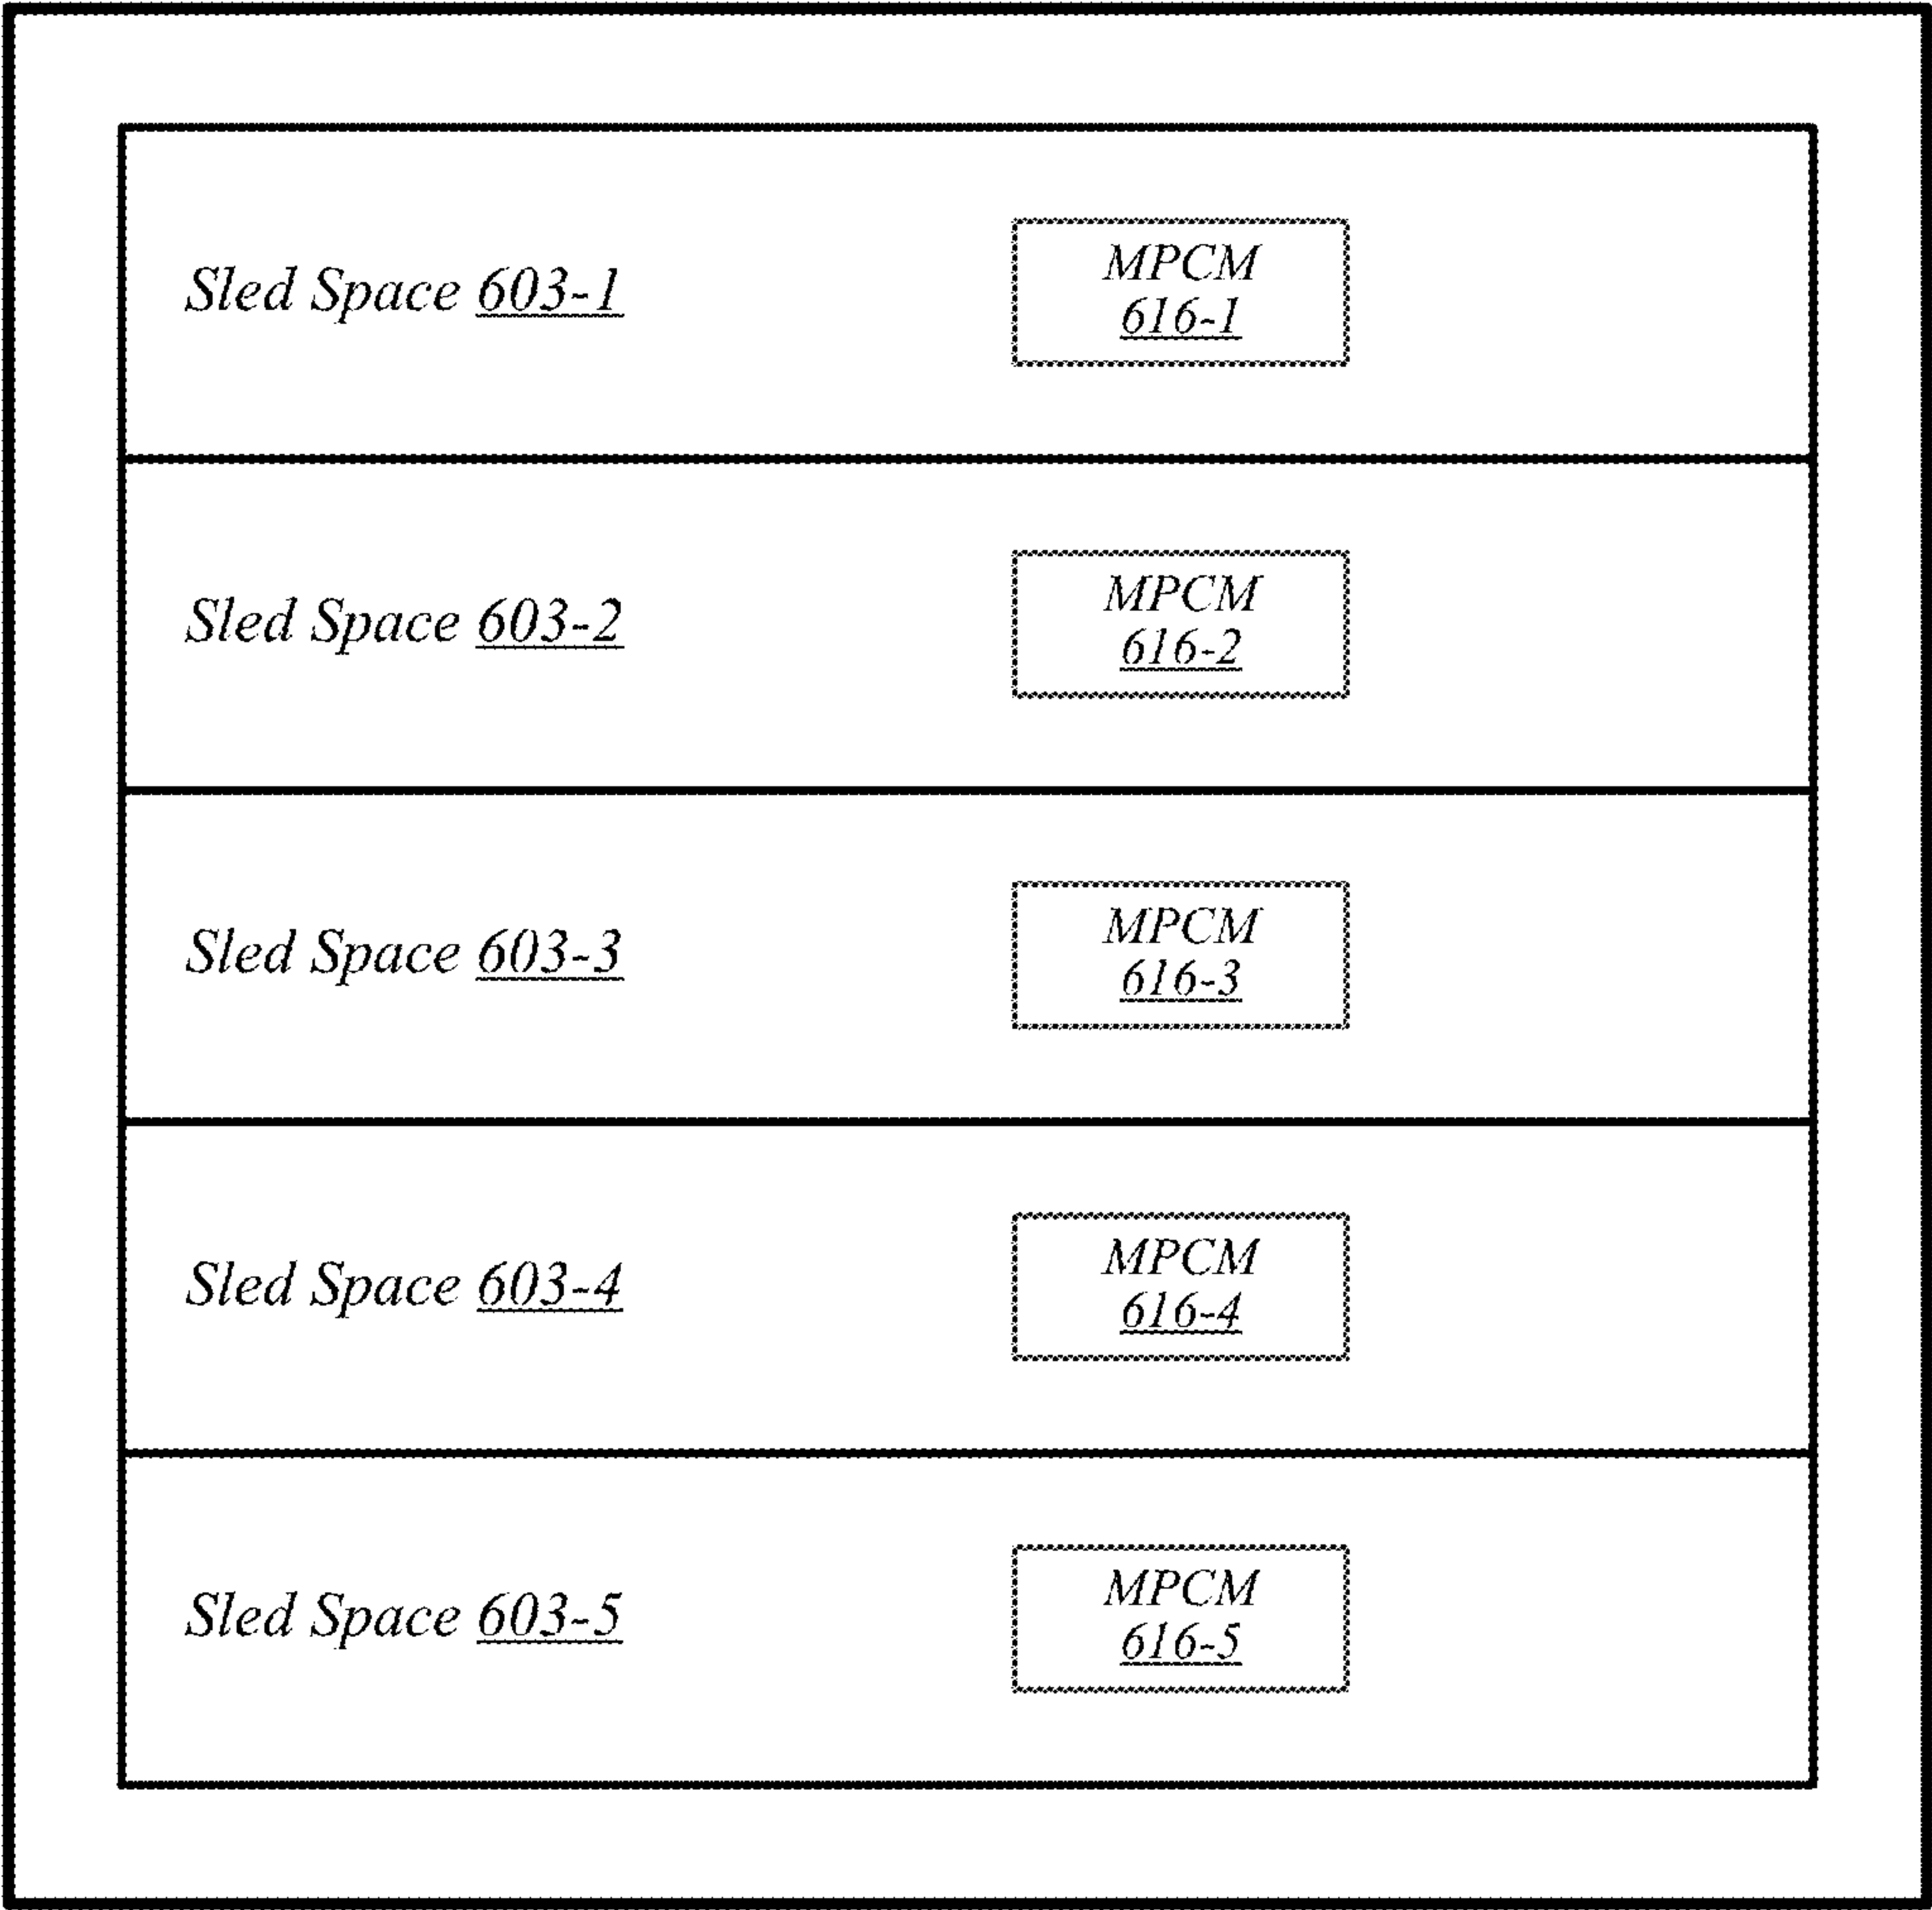 Sled Space 603-1
MPCM
616-1
Sled Space 603-2
MPCM
616-2
Sled Space 603-3
MPCM
616-3
Sled Space 603-4
MPCM
616-4
Sled Space 603-5
MPCM
616-5